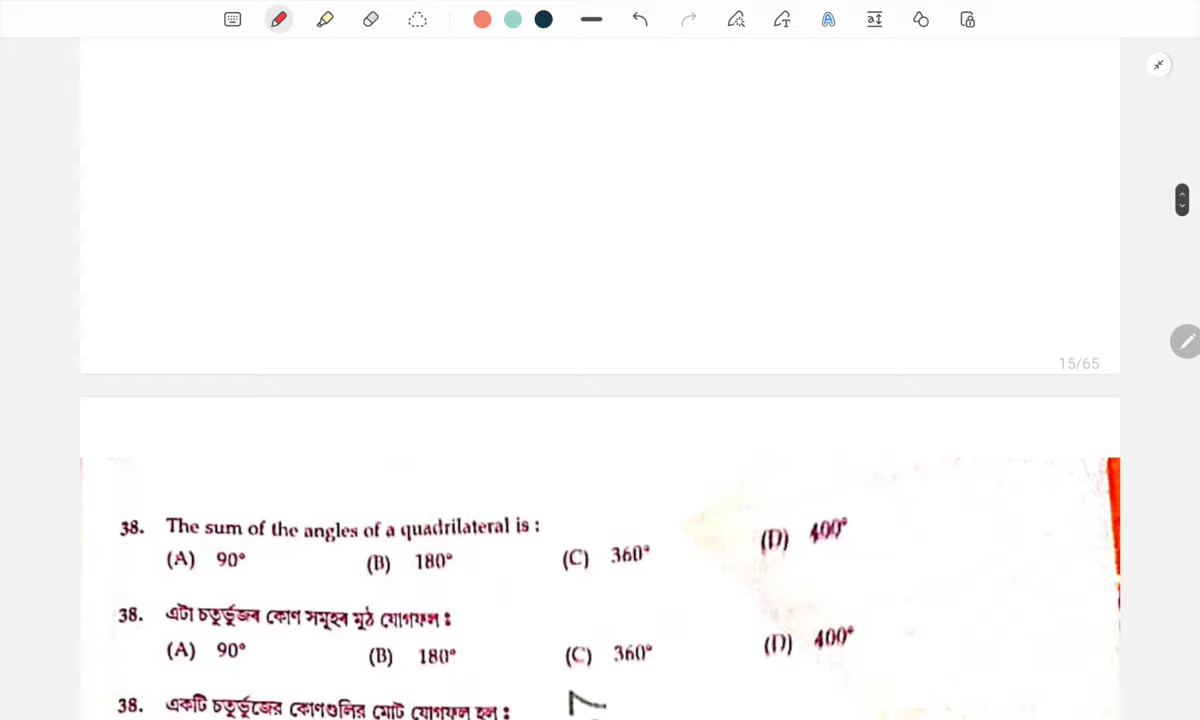 15/65
38. The sum of the angles of a quadrilateral is :
(A) 90° (B) 180° (C) 360° (D) 400°
38. এটা চতুৰ্ভুজৰ কোণ সমূহৰ মুঠ যোগফল ঃ
(A) 90° (B) 180° (C) 360° (D) 400°
38. একটি চতুর্ভুজের কোণগুলির মোট যোগফল হল ঃ